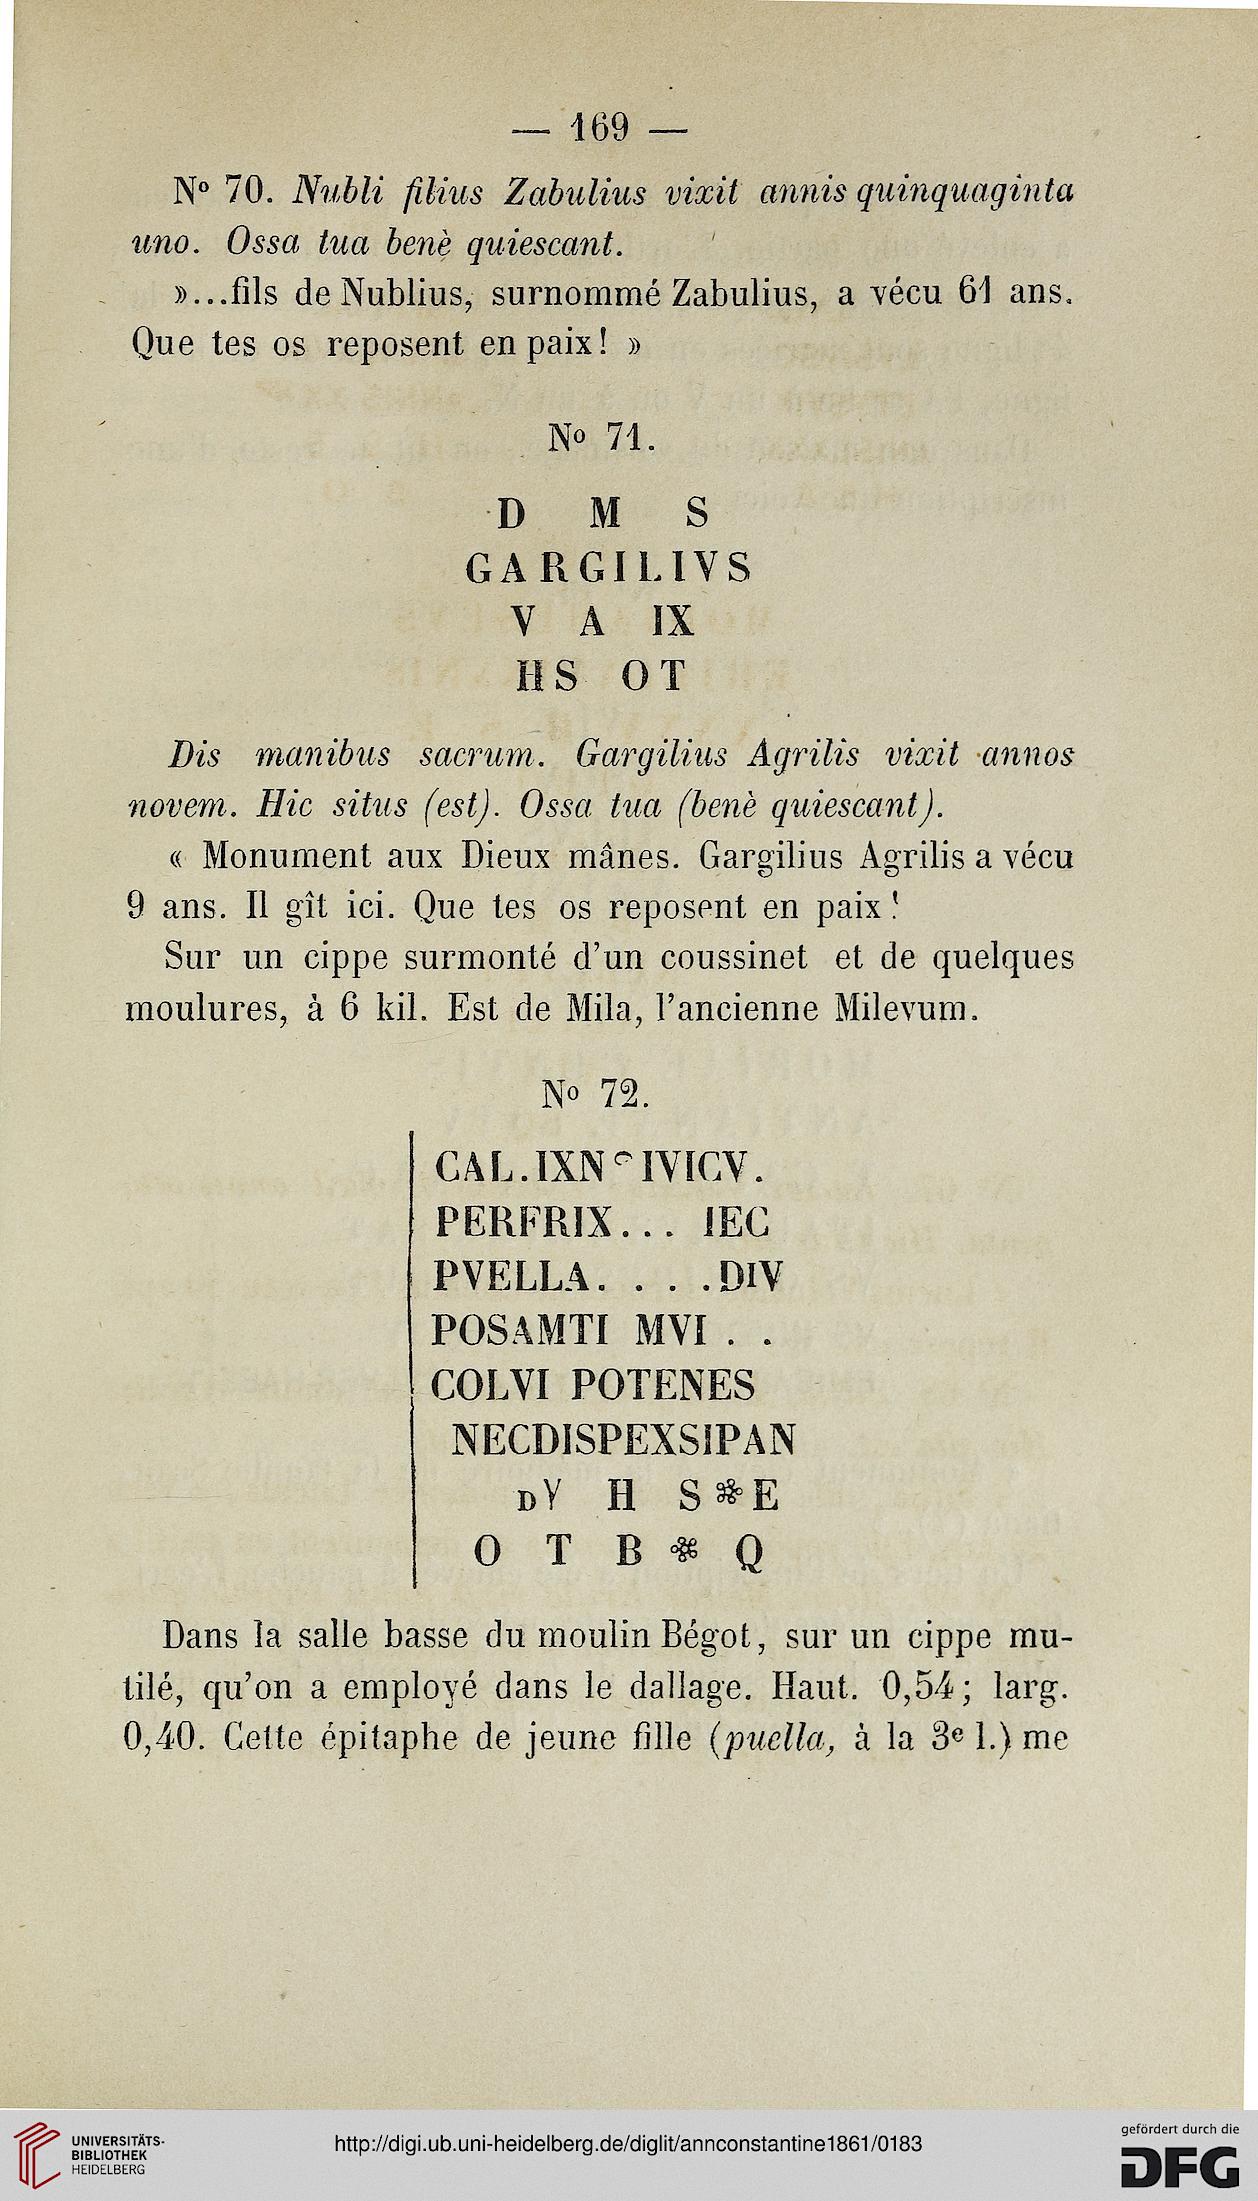 — 169 —
N° 70. Nubli filius Zabulius vixit annis quinquaginta
uno. Ossa tua benè quiescant.
»...fils de Nublius, surnommé Zabulius, a vécu 61 ans.
Que tes os reposent en paix! »
No 71.
D M S
GARGILIVS
V A IX
HS OT
Dis manibus sacrum. Gargilius Agrilis vixit annos
novem. Hic situs (est). Ossa tua (benè quiescant).
« Monument aux Dieux mânes. Gargilius Agrilis a vécu
9 ans. Il gît ici. Que tes os reposent en paix!
Sur un cippe surmonté d'un coussinet et de quelques
moulures, à 6 kil. Est de Mila, l'ancienne Milevum.
No 72.
CAL.IXN IVICV.
PERFRIX... IEC
PVELLA. . . .DIV
POSAMTI MVI . .
COLVI POTENES
NECDISPEXSIPAN
DV H S E
O T B Q
Dans la salle basse du moulin Bégot, sur un cippe mu-
tilé, qu'on a employé dans le dallage. Haut. 0,54; larg.
0,40. Cette épitaphe de jeune fille (puella, à la 3e l.) me
UNIVERSITÄTS-
BIBLIOTHEK
HEIDELBERG
http://digi.ub.uni-heidelberg.de/diglit/annconstantine1861/0183
gefördert durch die
DFG